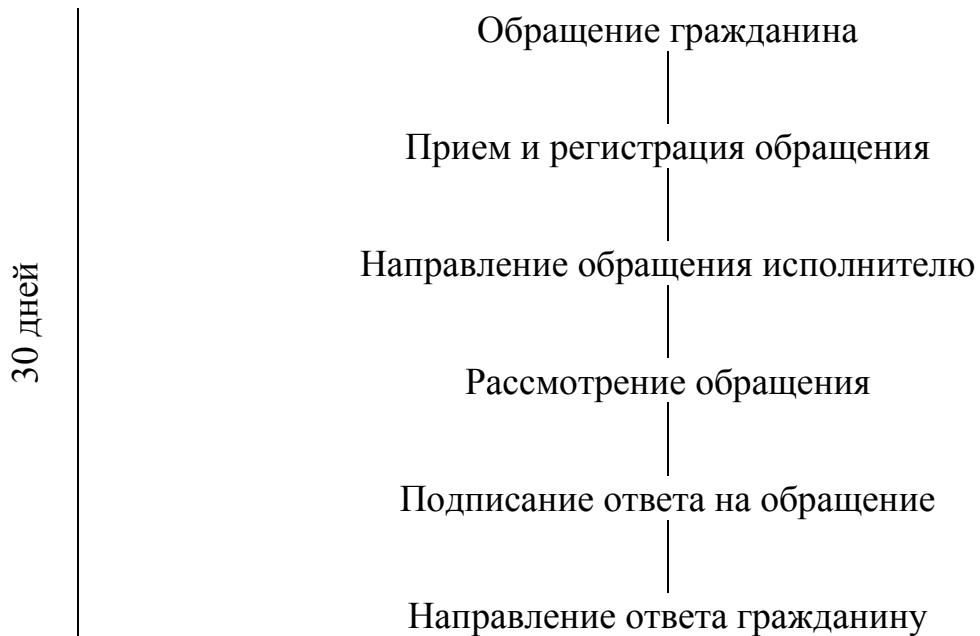 Обращение гражданина
Прием и регистрация обращения
Направление обращения исполнителю
30 дней
Рассмотрение обращения
Подписание ответа на обращение
Направление ответа гражданину